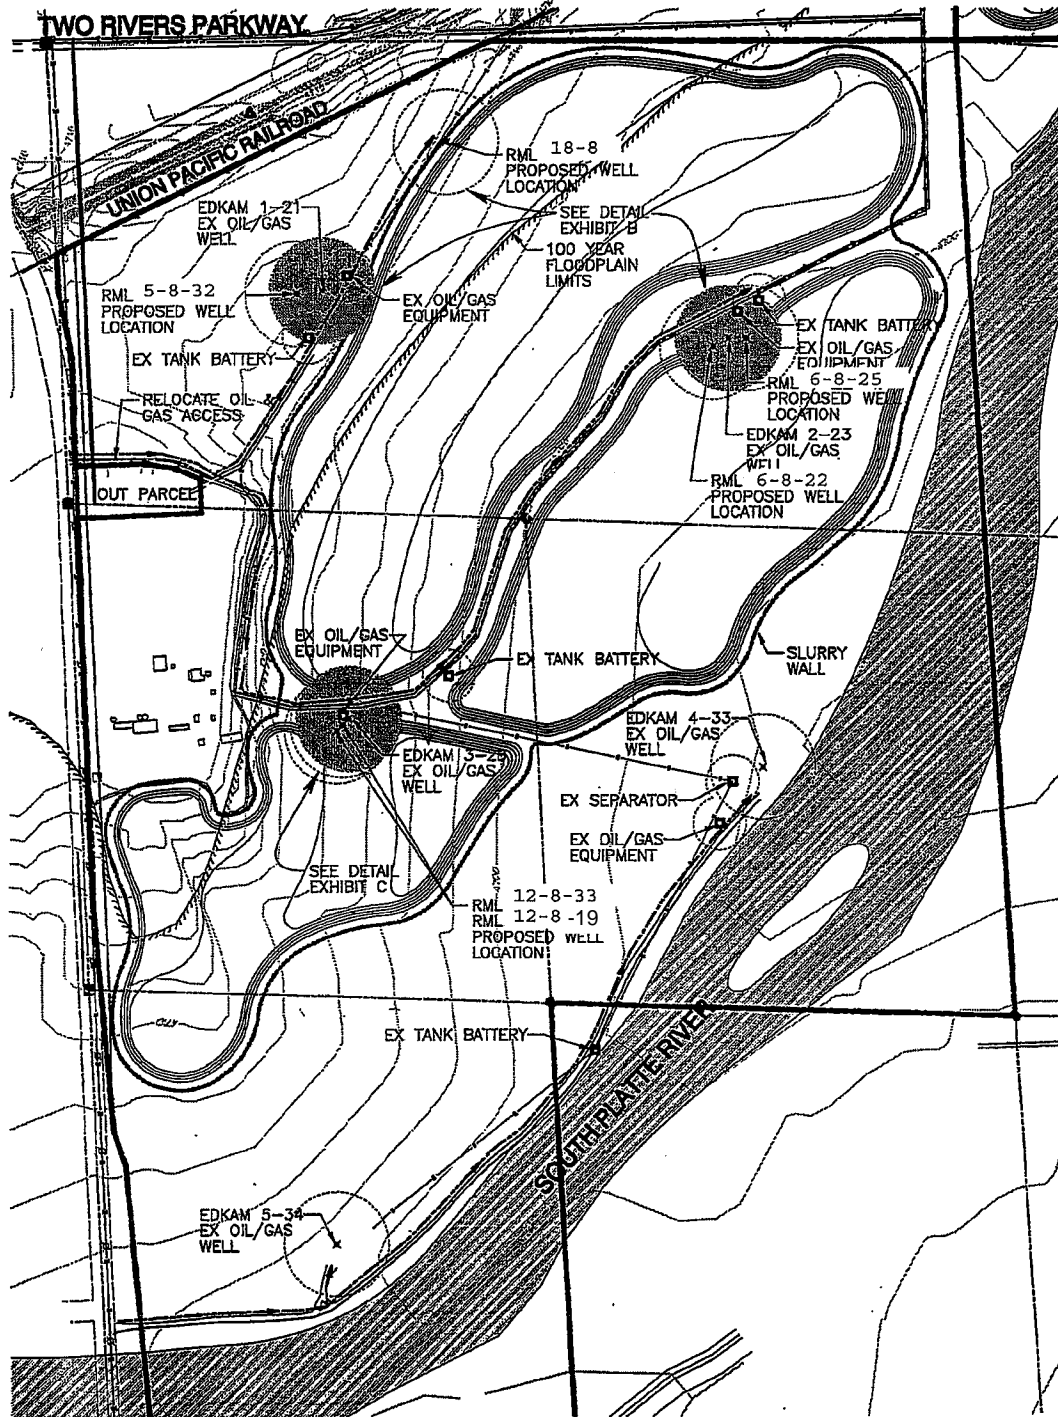 TWO RIVERS PARKWAY
UNION PACIFIC RAILROAD
RML 18-8
PROPOSED WELL
LOCATION
EDKAM 1-21
EX OIL/GAS
WELL
SEE DETAIL
EXHIBIT B
100 YEAR
FLOODPLAIN
LIMITS
RML 5-8-32
PROPOSED WELL
LOCATION
EX OIL/GAS
EQUIPMENT
EX TANK BATTERY
EX TANK BATTERY
EX OIL/GAS
EQUIPMENT
RML 6-8-25
PROPOSED WELL
LOCATION
RELOCATE OIL &
GAS ACCESS
EDKAM 2-23
EX OIL/GAS
WELL
RML 6-8-22
PROPOSED WELL
LOCATION
OUT PARCEL
EX OIL/GAS
EQUIPMENT
EX TANK BATTERY
SLURRY
WALL
EDKAM 4-33
EX OIL/GAS
WELL
EDKAM
EX OIL/GAS
WELL
EX SEPARATOR
EX OIL/GAS
EQUIPMENT
SEE DETAIL
EXHIBIT C
RML 12-8-33
RML 12-8-19
PROPOSED WELL
LOCATION
EX TANK BATTERY
SOUTH PLATTE RIVER
EDKAM 5-34
EX OIL/GAS
WELL